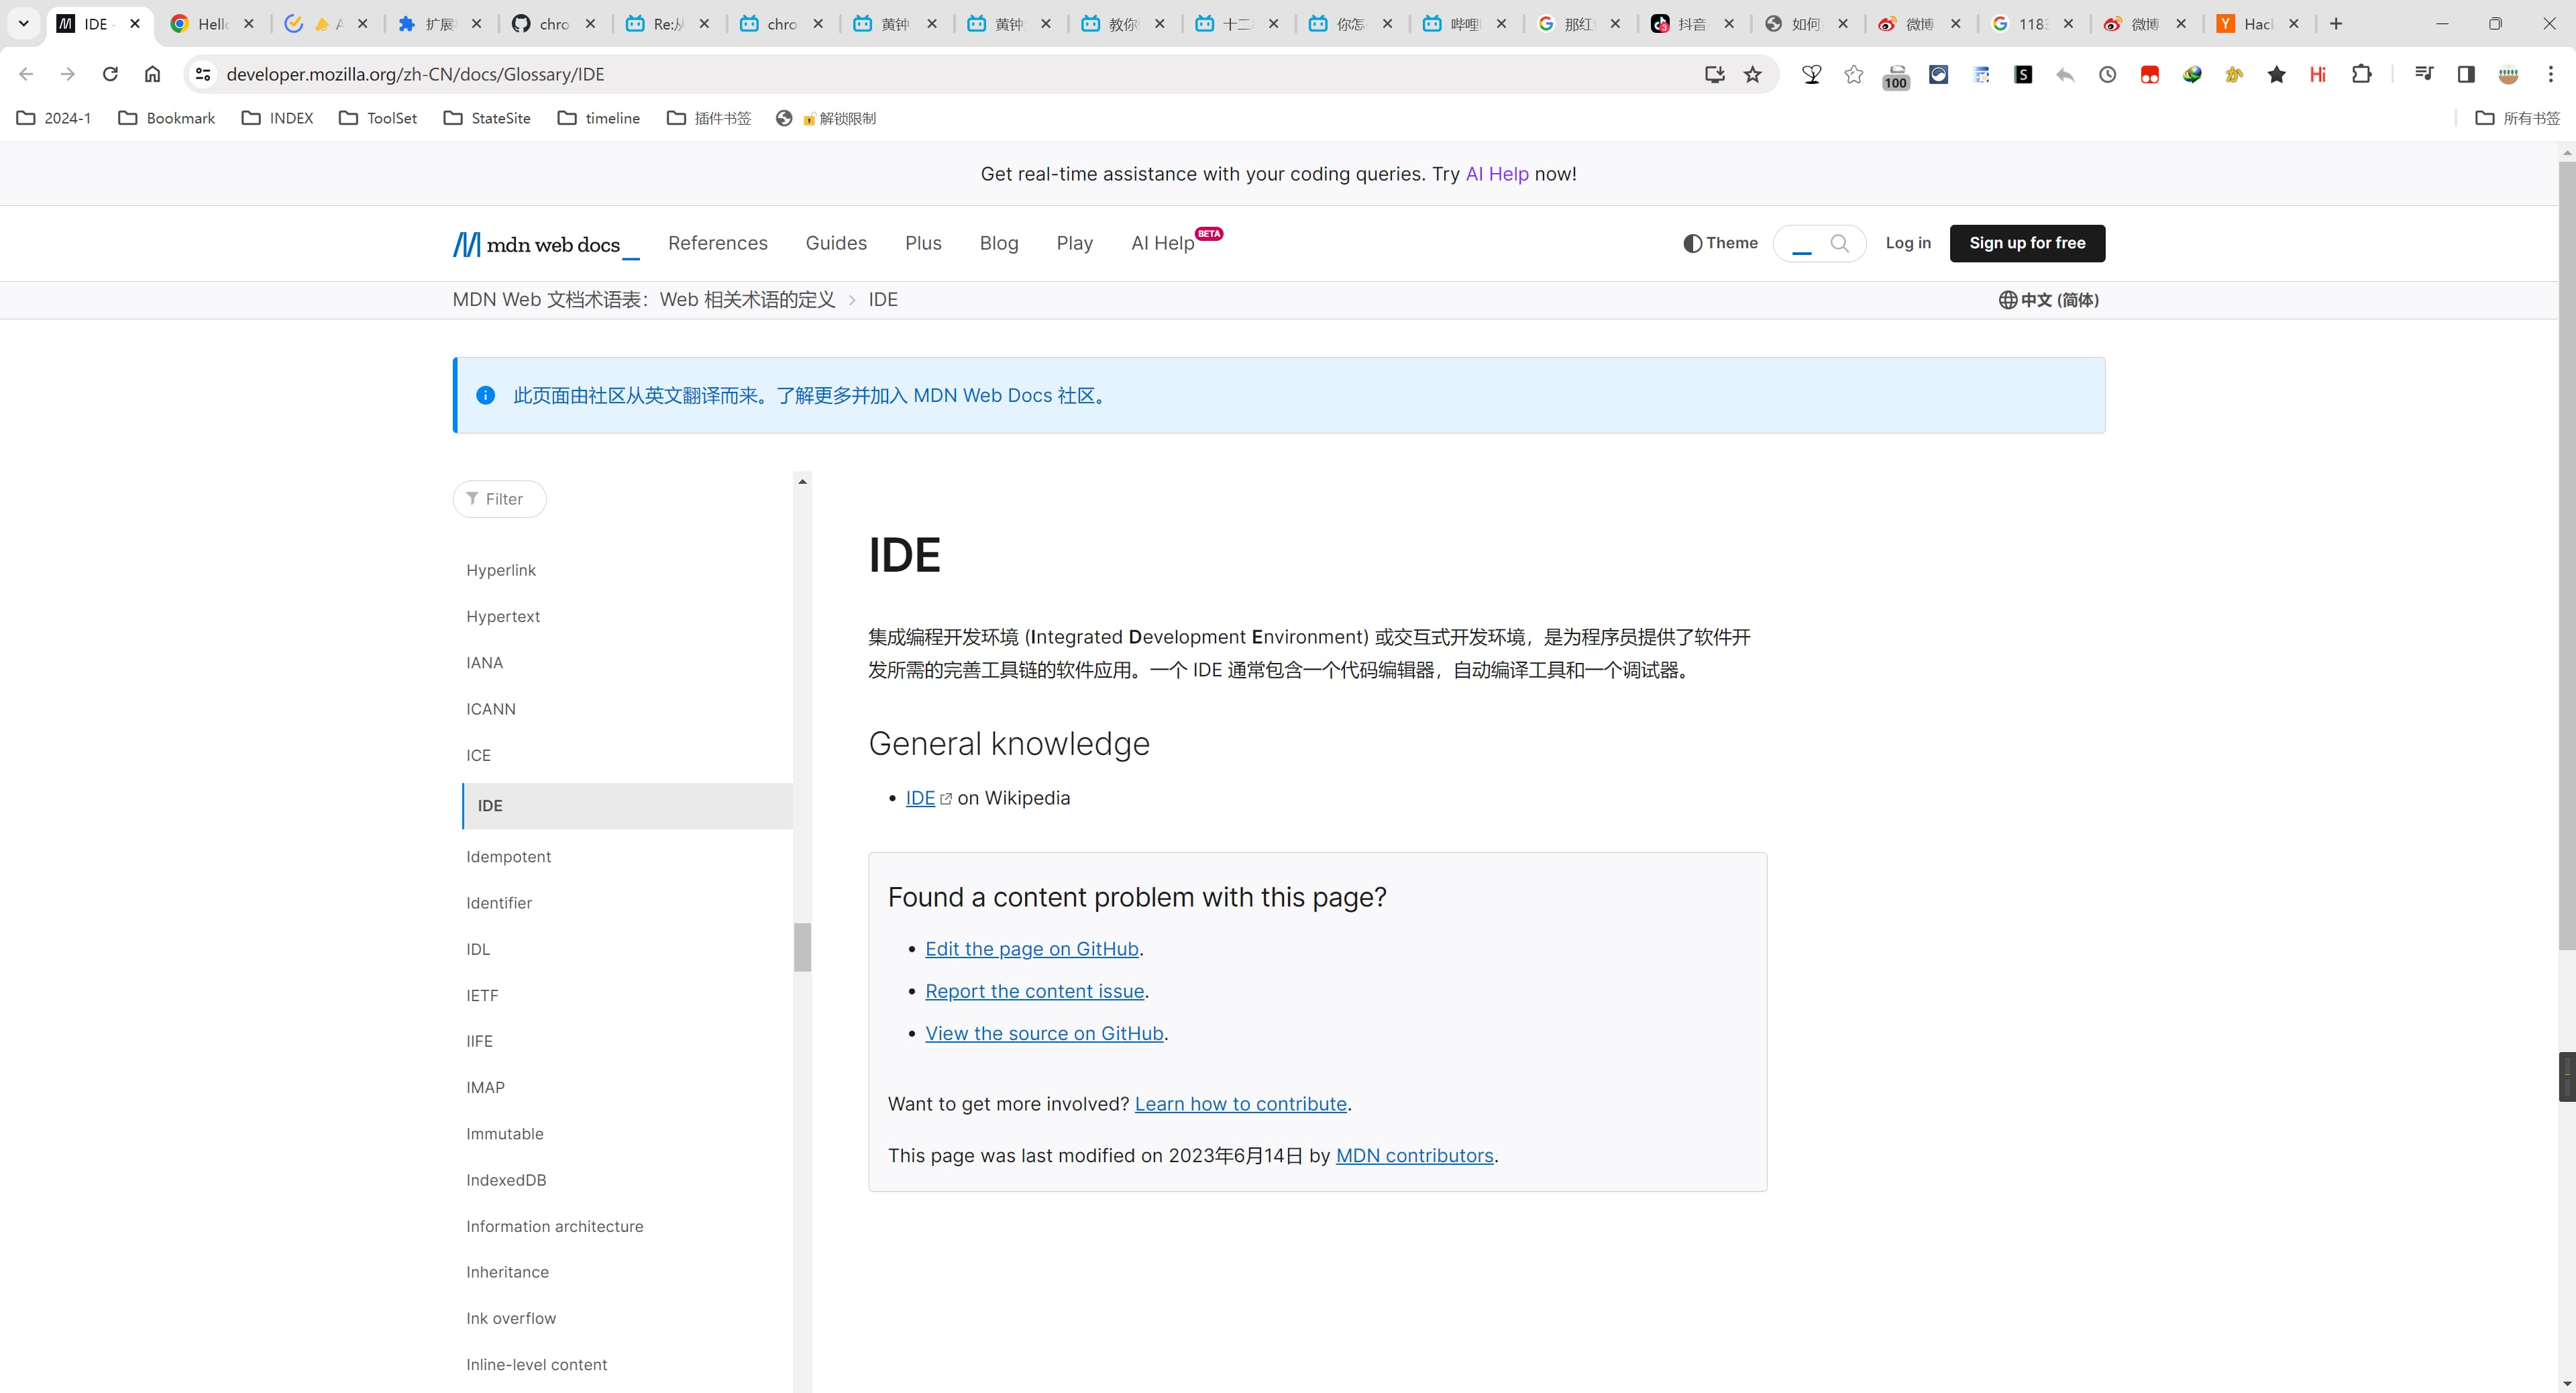 IDE -
Hello
A
扩展
chro
Re:从
chro
黄钟
黄钟
教你
十二
你怎
哔哩
那红
抖音
如何
微博
118
微博
Hack
developer.mozilla.org/zh-CN/docs/Glossary/IDE
100
S
か
Hi
2024-1
Bookmark
INDEX
ToolSet
StateSite
timeline
插件书签
解锁限制
所有书签
Get real-time assistance with your coding queries. Try AI Help now!
mdn web docs
References
Guides
Plus
Blog
Play
AI Help BETA
Theme
Log in
Sign up for free
MDN Web 文档术语表：Web 相关术语的定义
IDE
中文 (简体)
此页面由社区从英文翻译而来。了解更多并加入 MDN Web Docs 社区。
Filter
Hyperlink
Hypertext
IANA
ICANN
ICE
IDE
Idempotent
Identifier
IDL
IETF
IIFE
IMAP
Immutable
IndexedDB
Information architecture
Inheritance
Ink overflow
Inline-level content
IDE
集成编程开发环境 (Integrated Development Environment) 或交互式开发环境，是为程序员提供了软件开
发所需的完善工具链的软件应用。一个 IDE 通常包含一个代码编辑器，自动编译工具和一个调试器。
General knowledge
IDE on Wikipedia
Found a content problem with this page?
Edit the page on GitHub.
Report the content issue.
View the source on GitHub.
Want to get more involved? Learn how to contribute.
This page was last modified on 2023年6月14日 by MDN contributors.